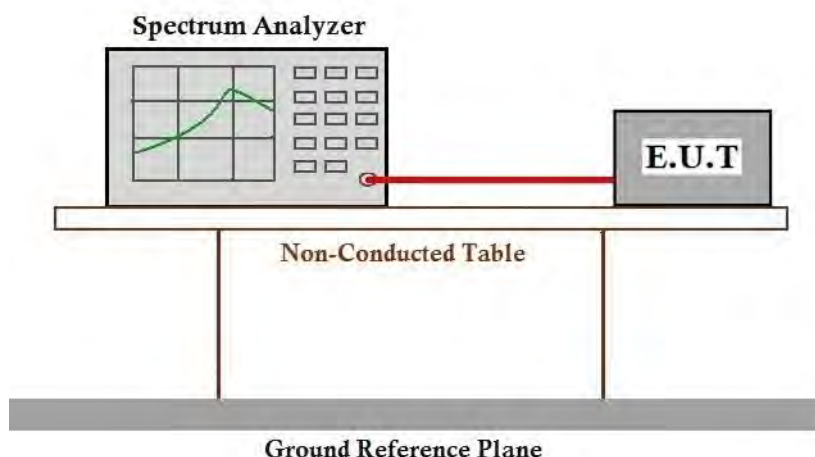 Spectrum Analyzer
E.U.T
Non-Conducted Table
Ground Reference Plane